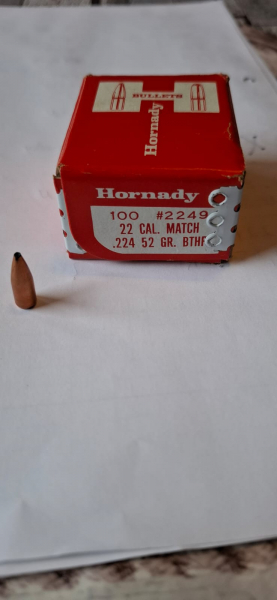 BULLETS
Hornady
Hornady
100 #2249
22 CAL. MATCH
.224 52 GR. BTHP